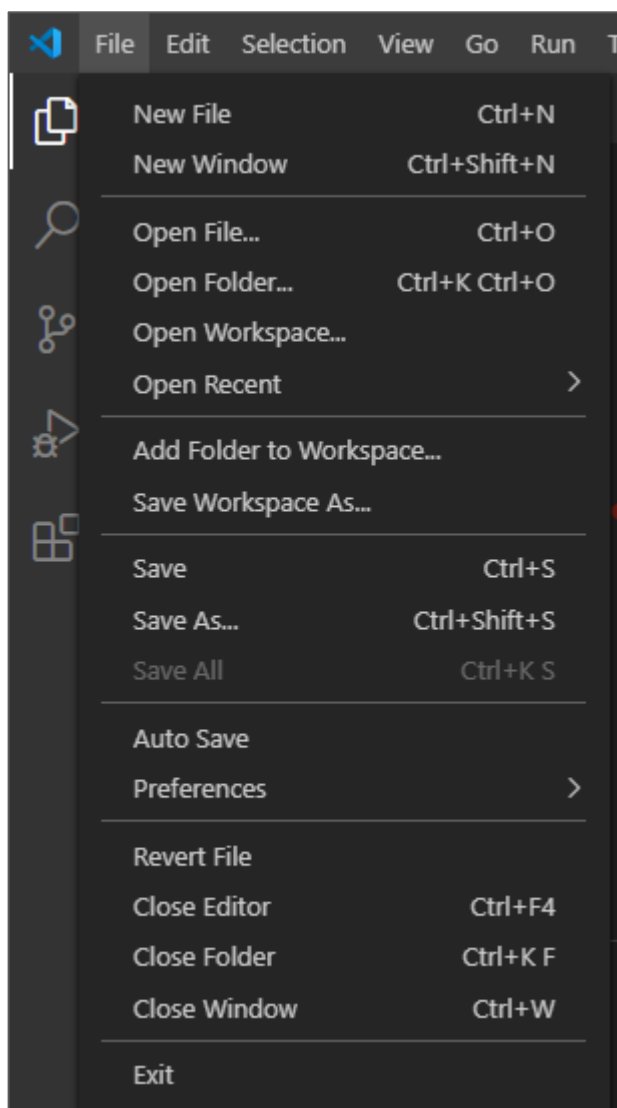 File Edit Selection View Go Run
New File Ctrl+N
New Window Ctrl+Shift+N
Open File... Ctrl+O
Open Folder... Ctrl+K Ctrl+O
Open Workspace...
Open Recent
Add Folder to Workspace...
Save Workspace As...
Save Ctrl+S
Save As... Ctrl+Shift+S
Save All Ctrl+K S
Auto Save
Preferences
Revert File
Close Editor Ctrl+F4
Close Folder Ctrl+K F
Close Window Ctrl+W
Exit